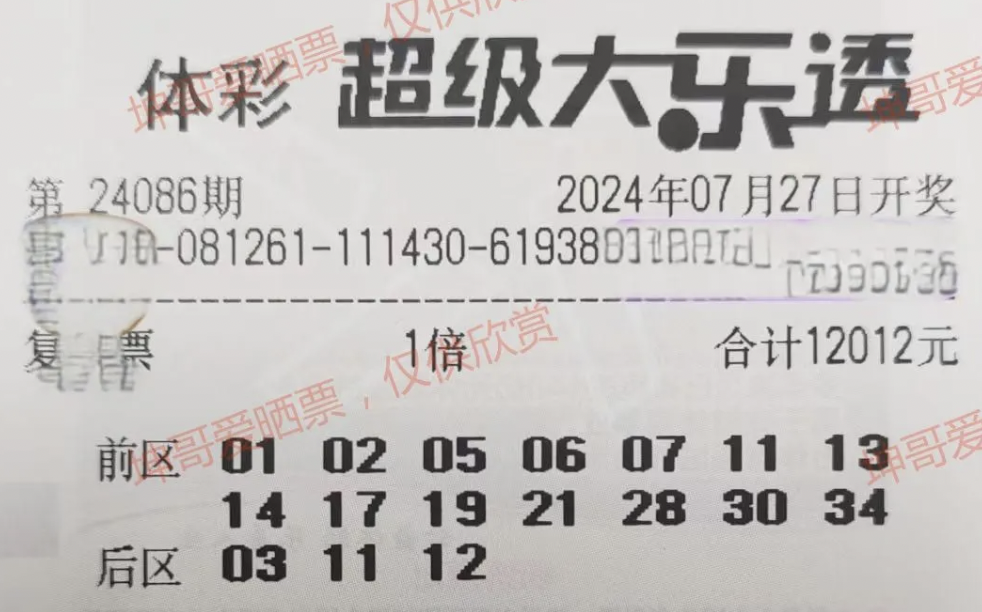 体彩 超级大乐透
第 24086期 2024年07月27日开奖
-081261-111430-61938
复 票 1倍 合计12012元
前区 01 02 05 06 07 11 13
14 17 19 21 28 30 34
后区 03 11 12
坤哥爱晒票，仅供欣赏
坤哥爱
坤哥爱晒票，仅供欣赏
坤哥爱